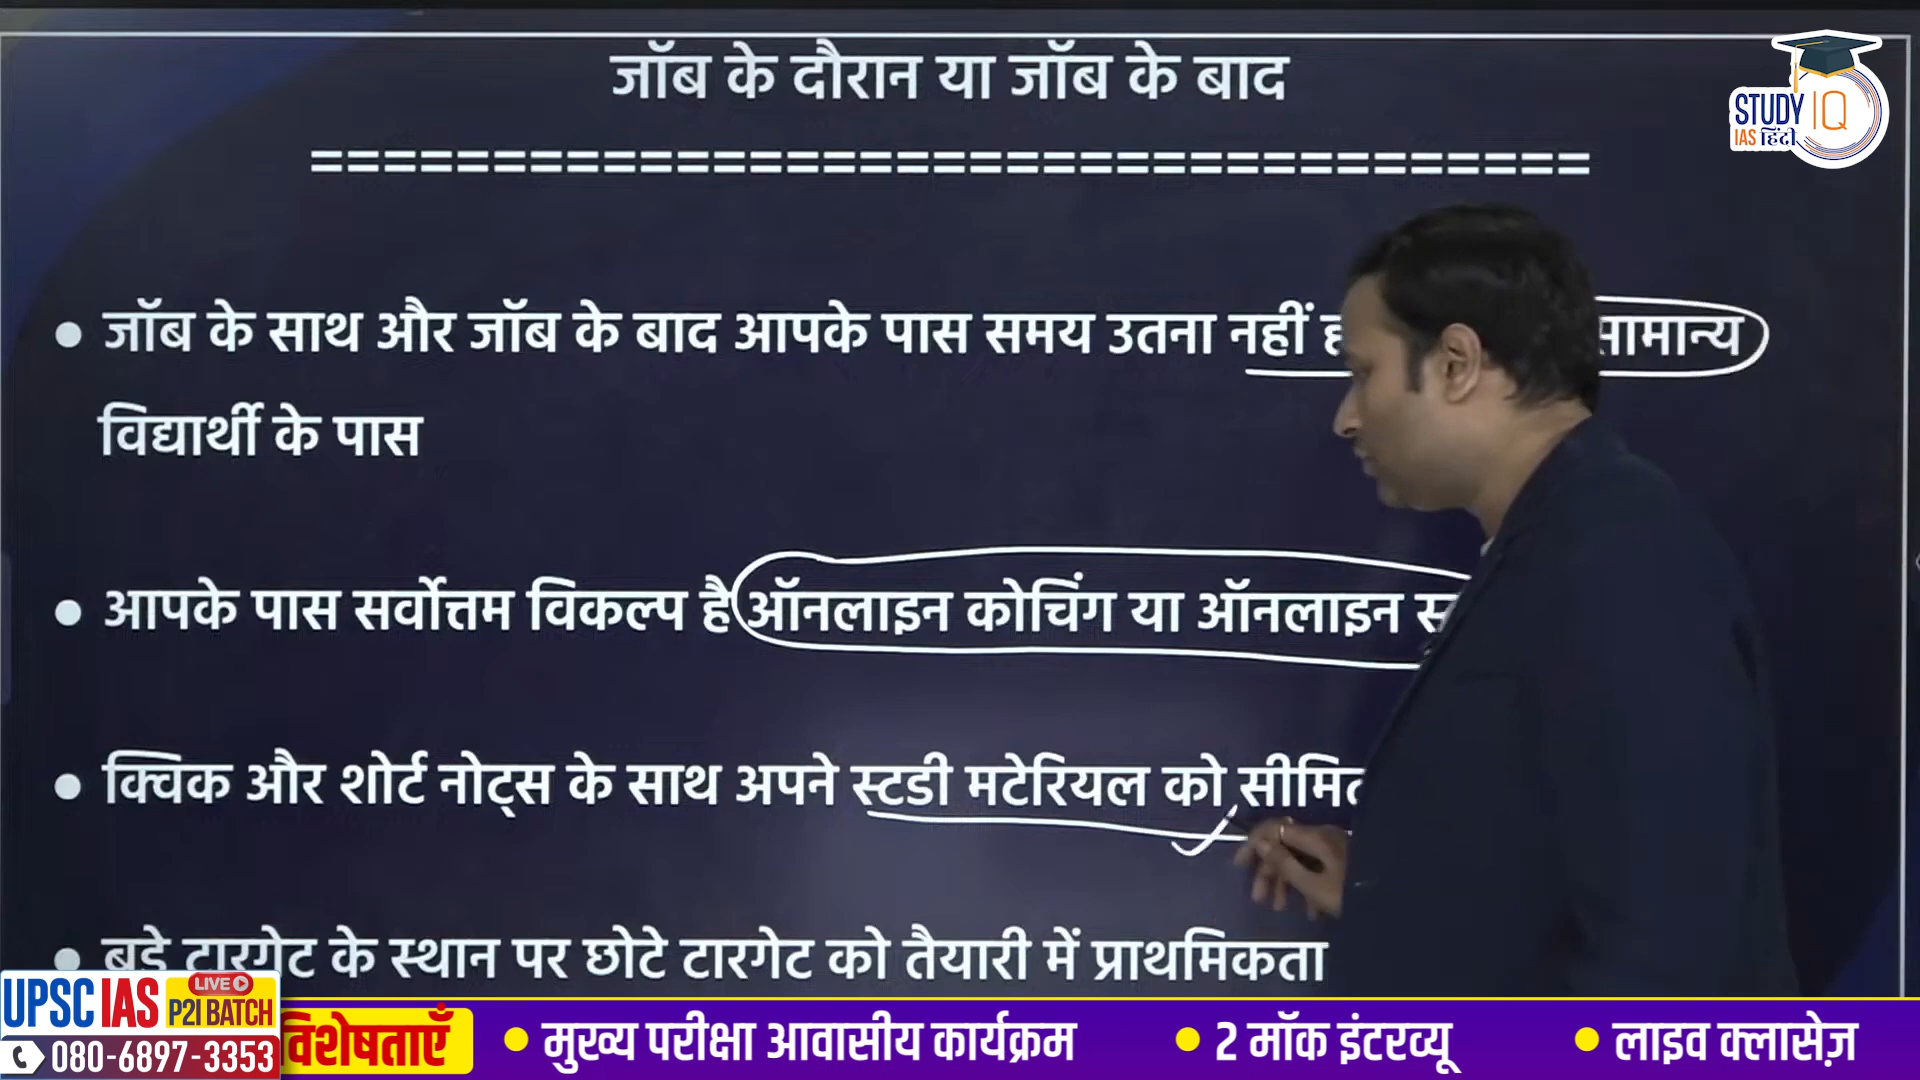 जॉब के दौरान या जॉब के बाद
===================================
STUDY IQ
IAS हिंदी
• जॉब के साथ और जॉब के बाद आपके पास समय उतना नहीं सामान्य
विद्यार्थी के पास
• आपके पास सर्वोत्तम विकल्प है ऑनलाइन कोचिंग या ऑनलाइन
• क्विक और शोर्ट नोट्स के साथ अपने स्टडी मटेरियल को
• बड़े टारगेट के स्थान पर छोटे टारगेट को तैयारी में प्राथमिकता
UPSC IAS LIVE P2I BATCH
080-6897-3353
विशेषताएँ • मुख्य परीक्षा आवासीय कार्यक्रम • 2 मॉक इंटरव्यू • लाइव क्लासेज़